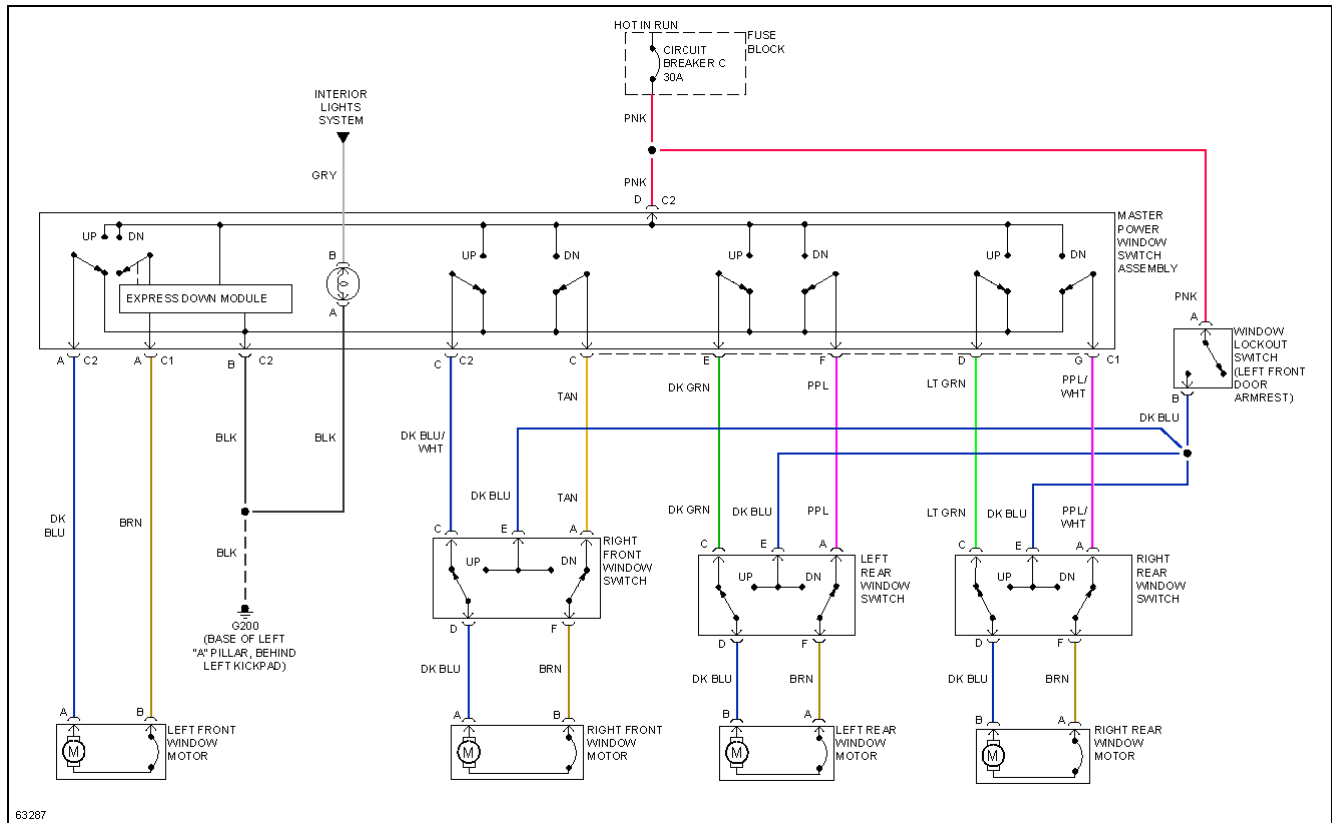 HOT IN RUN
FUSE
BLOCK
CIRCUIT
BREAKER C
30A
INTERIOR
LIGHTS
SYSTEM
PNK
GRY
PNK
D C2
MASTER
POWER
WINDOW
SWITCH
ASSEMBLY
UP DN
B
UP DN
UP DN
UP DN
EXPRESS DOWN MODULE
A
PNK
A
WINDOW
LOCKOUT
SWITCH
(LEFT FRONT
DOOR
ARMREST)
B
A C2
A C1
B C2
C C2
C
E
F
D
G C1
DK BLU
TAN
DK GRN
PPL
LT GRN
PPL/
WHT
BLK
BLK
DK BLU/
WHT
DK BLU
TAN
DK GRN
DK BLU
PPL
LT GRN
DK BLU
PPL/
WHT
DK
BLU
BRN
BLK
C E A
RIGHT
FRONT
WINDOW
SWITCH
UP DN
C E A
LEFT
REAR
WINDOW
SWITCH
UP DN
C E A
RIGHT
REAR
WINDOW
SWITCH
UP DN
G200
(BASE OF LEFT
"A" PILLAR, BEHIND
LEFT KICKPAD)
D F
D F
D F
DK BLU
BRN
DK BLU
BRN
DK BLU
BRN
A B
LEFT FRONT
WINDOW
MOTOR
M
A B
RIGHT FRONT
WINDOW
MOTOR
M
B A
LEFT REAR
WINDOW
MOTOR
M
B A
RIGHT REAR
WINDOW
MOTOR
M
63287